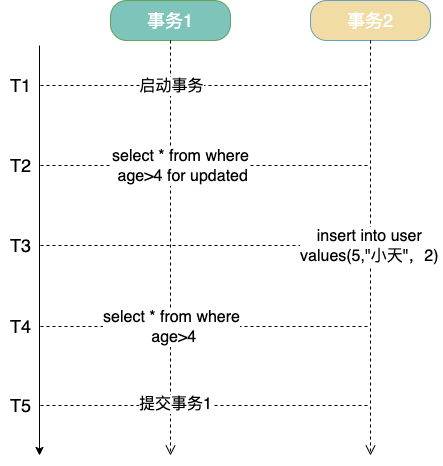 事务1
事务2
T1
启动事务
T2
select * from where
age>4 for updated
T3
insert into user
values(5,"小天"，2)
T4
select * from where
age>4
T5
提交事务1